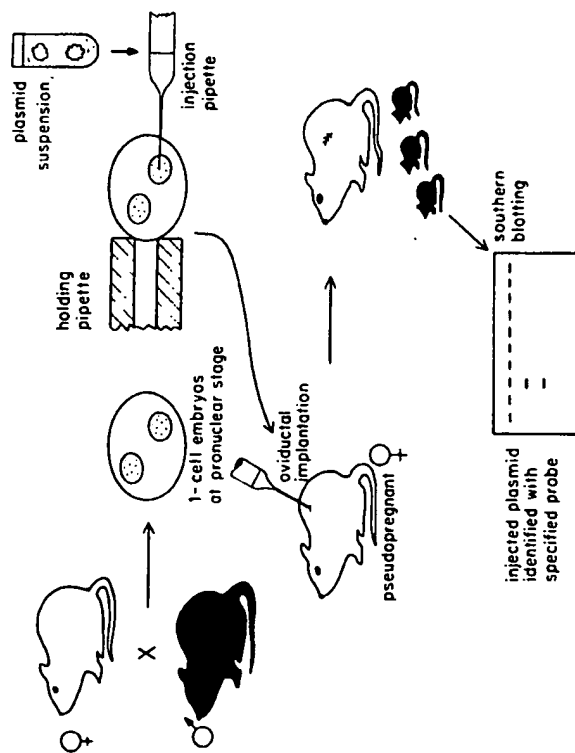 ♀
X
♂
1-cell embryos
at pronuclear stage
holding
pipette
plasmid
suspension
injection
pipette
oviductal
implantation
pseudopregnant ♀
southern
blotting
injected plasmid
identified with
specified probe